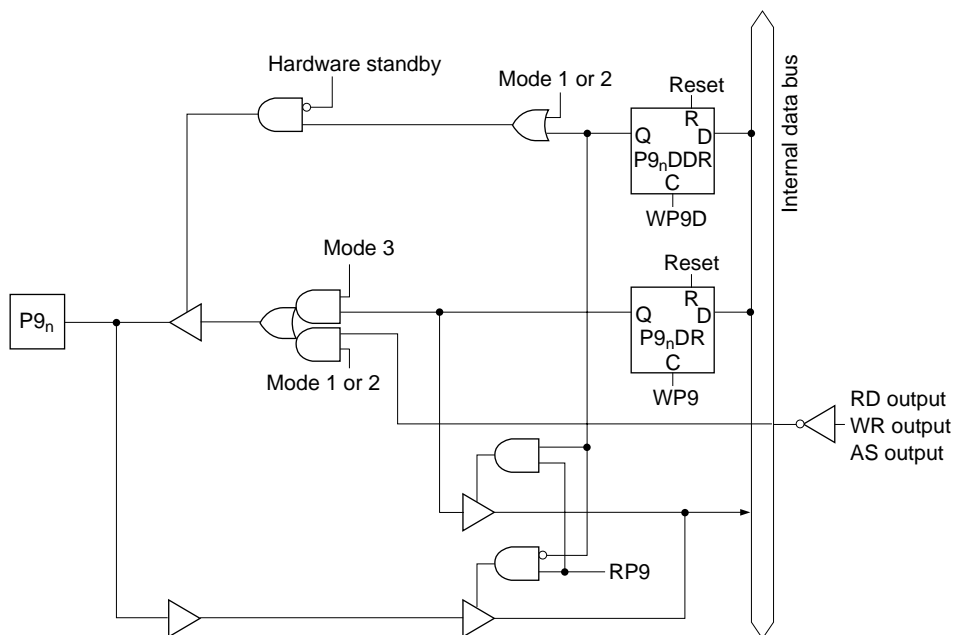 Hardware standby
Mode 1 or 2
Reset
R
Q D
P9nDDR
C
WP9D
Internal data bus
Mode 3
Reset
R
Q D
P9nDR
C
WP9
P9n
Mode 1 or 2
RD output
WR output
AS output
RP9